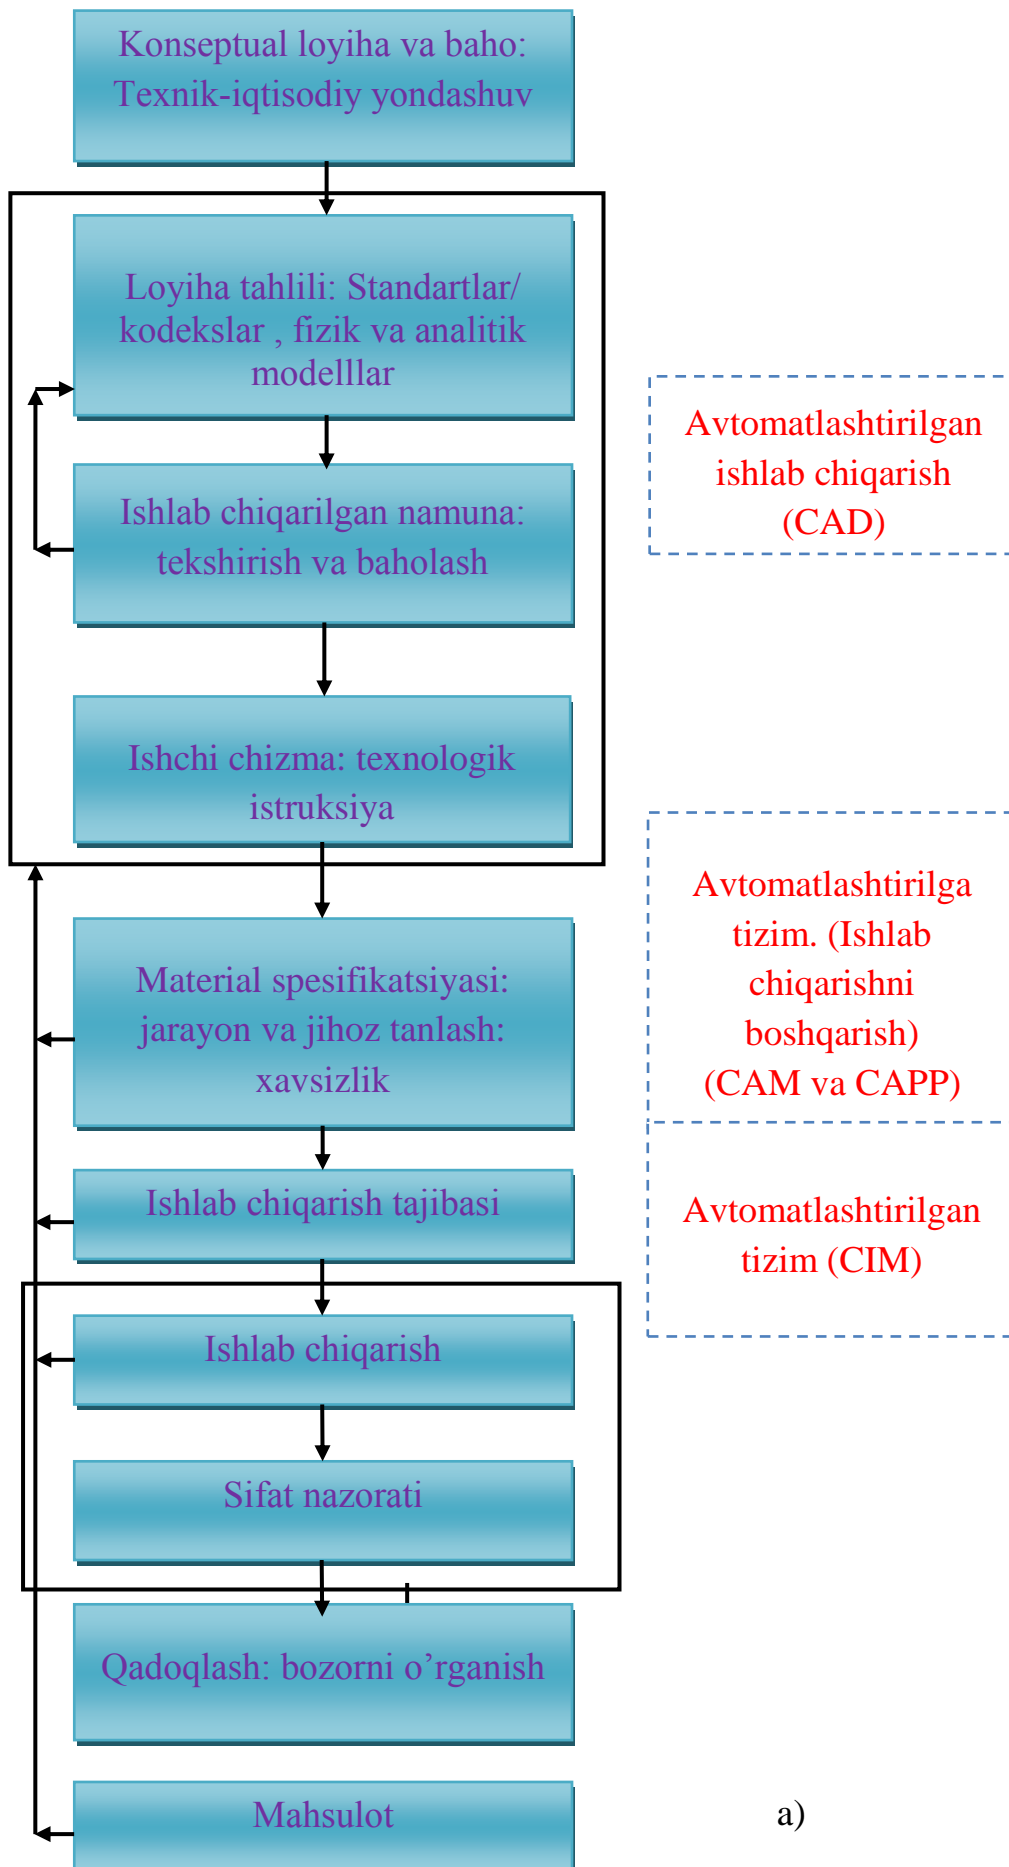 Konseptual loyiha va baho:
Texnik-iqtisodiy yondashuv
Loyiha tahlili: Standartlar/
kodekslar , fizik va analitik
modelllar
Ishlab chiqarilgan namuna:
tekshirish va baholash
Ishchi chizma: texnologik
istruksiya
Material spesifikatsiyasi:
jarayon va jihoz tanlash:
xavsizlik
Ishlab chiqarish tajibasi
Ishlab chiqarish
Sifat nazorati
Qadoqlash: bozorni o’rganish
Mahsulot
Avtomatlashtirilgan
ishlab chiqarish
(CAD)
Avtomatlashtirilga
tizim. (Ishlab
chiqarishni
boshqarish)
(CAM va CAPP)
Avtomatlashtirilgan
tizim (CIM)
a)